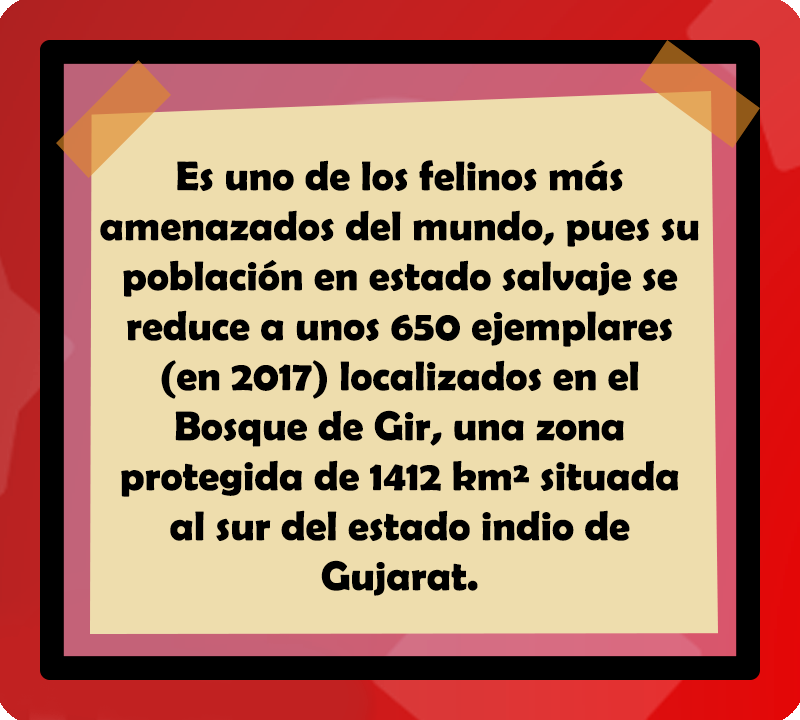 Es uno de los felinos más
amenazados del mundo, pues su
población en estado salvaje se
reduce a unos 650 ejemplares
(en 2017) localizados en el
Bosque de Gir, una zona
protegida de 1412 km² situada
al sur del estado indio de
Gujarat.